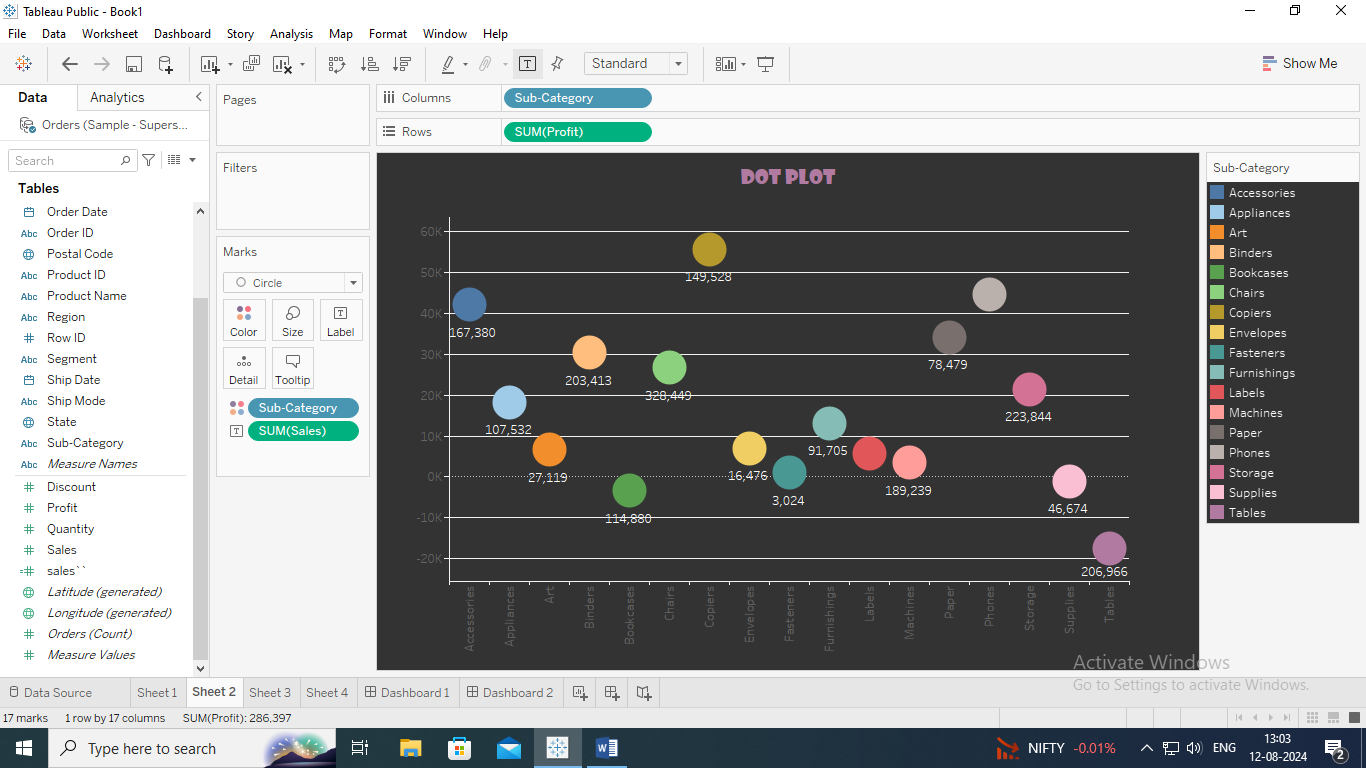 Tableau Public - Book1
File Data Worksheet Dashboard Story Analysis Map Format Window Help
Standard
Show Me
Data Analytics
Orders (Sample - Supers...
Search
Tables
Order Date
Abc Order ID
Postal Code
Abc Product ID
Abc Product Name
Abc Region
Row ID
Abc Segment
Ship Date
Abc Ship Mode
State
Abc Sub-Category
Abc Measure Names
Discount
Profit
Quantity
Sales
sales``
Latitude (generated)
Longitude (generated)
Orders (Count)
Measure Values
Pages
Filters
Marks
Circle
Color Size Label
Detail Tooltip
Sub-Category
SUM(Sales)
Columns Sub-Category
Rows SUM(Profit)
DOT PLOT
60K
50K
40K
30K
20K
10K
0K
-10K
-20K
149,528
167,380
78,479
203,413
328,449
223,844
107,532
91,705
27,119
16,476
189,239
3,024
46,674
114,880
206,966
Accessories
Appliances
Art
Binders
Bookcases
Chairs
Copiers
Envelopes
Fasteners
Furnishings
Labels
Machines
Paper
Phones
Storage
Supplies
Tables
Sub-Category
Accessories
Appliances
Art
Binders
Bookcases
Chairs
Copiers
Envelopes
Fasteners
Furnishings
Labels
Machines
Paper
Phones
Storage
Supplies
Tables
Activate Windows
Go to Settings to activate Windows.
Data Source Sheet 1 Sheet 2 Sheet 3 Sheet 4 Dashboard 1 Dashboard 2
17 marks 1 row by 17 columns SUM(Profit): 286,397
Type here to search
NIFTY -0.01%
ENG
13:03
12-08-2024
2